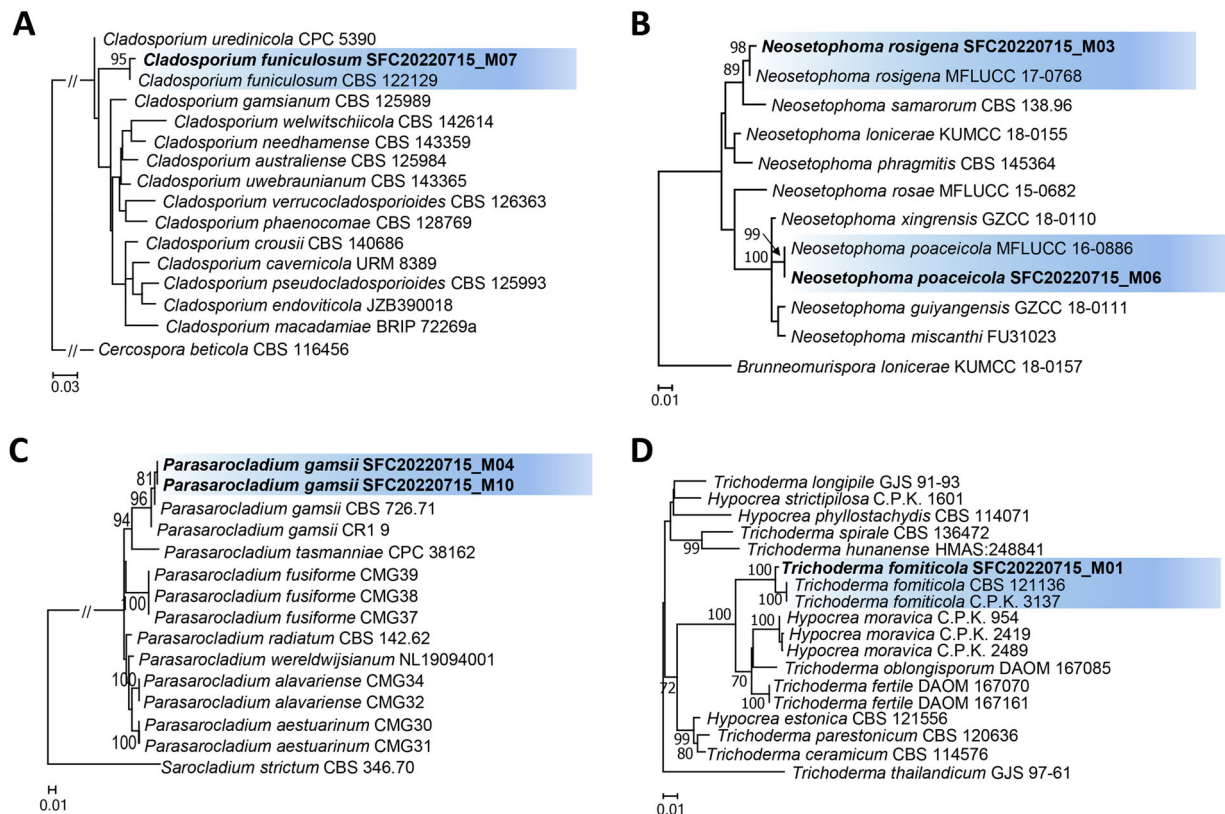 A
Cladosporium uredinicola CPC 5390
95
Cladosporium funiculosum SFC20220715_M07
//
Cladosporium funiculosum CBS 122129
Cladosporium gamsianum CBS 125989
Cladosporium welwitschiicola CBS 142614
Cladosporium needhamense CBS 143359
Cladosporium australiense CBS 125984
Cladosporium uwebraunianum CBS 143365
Cladosporium verrucocladosporioides CBS 126363
Cladosporium phaenocomae CBS 128769
Cladosporium crousii CBS 140686
Cladosporium cavernicola URM 8389
Cladosporium pseudocladosporioides CBS 125993
Cladosporium endoviticola JZB390018
Cladosporium macadamiae BRIP 72269a
//
Cercospora beticola CBS 116456
0.03
B
98
Neosetophoma rosigena SFC20220715_M03
89
Neosetophoma rosigena MFLUCC 17-0768
Neosetophoma samarorum CBS 138.96
Neosetophoma lonicerae KUMCC 18-0155
Neosetophoma phragmitis CBS 145364
Neosetophoma rosae MFLUCC 15-0682
Neosetophoma xingrensis GZCC 18-0110
99
Neosetophoma poaceicola MFLUCC 16-0886
100
Neosetophoma poaceicola SFC20220715_M06
Neosetophoma guiyangensis GZCC 18-0111
Neosetophoma miscanthi FU31023
Brunneomurispora lonicerae KUMCC 18-0157
0.01
C
Parasarocladium gamsii SFC20220715_M04
81
Parasarocladium gamsii SFC20220715_M10
96
Parasarocladium gamsii CBS 726.71
94
Parasarocladium gamsii CR1 9
Parasarocladium tasmanniae CPC 38162
Parasarocladium fusiforme CMG39
Parasarocladium fusiforme CMG38
100
Parasarocladium fusiforme CMG37
//
Parasarocladium radiatum CBS 142.62
Parasarocladium wereldwijsianum NL19094001
100
Parasarocladium alavariense CMG34
Parasarocladium alavariense CMG32
Parasarocladium aestuarinum CMG30
100
Parasarocladium aestuarinum CMG31
Sarocladium strictum CBS 346.70
0.01
D
Trichoderma longipile GJS 91-93
Hypocrea strictipilosa C.P.K. 1601
Hypocrea phyllostachydis CBS 114071
Trichoderma spirale CBS 136472
99
Trichoderma hunanense HMAS:248841
100
Trichoderma fomiticola SFC20220715_M01
Trichoderma fomiticola CBS 121136
100
Trichoderma fomiticola C.P.K. 3137
100
Hypocrea moravica C.P.K. 954
100
Hypocrea moravica C.P.K. 2419
Hypocrea moravica C.P.K. 2489
Trichoderma oblongisporum DAOM 167085
70
72
Trichoderma fertile DAOM 167070
100
Trichoderma fertile DAOM 167161
Hypocrea estonica CBS 121556
99
Trichoderma parestonicum CBS 120636
80
Trichoderma ceramicum CBS 114576
Trichoderma thailandicum GJS 97-61
0.01